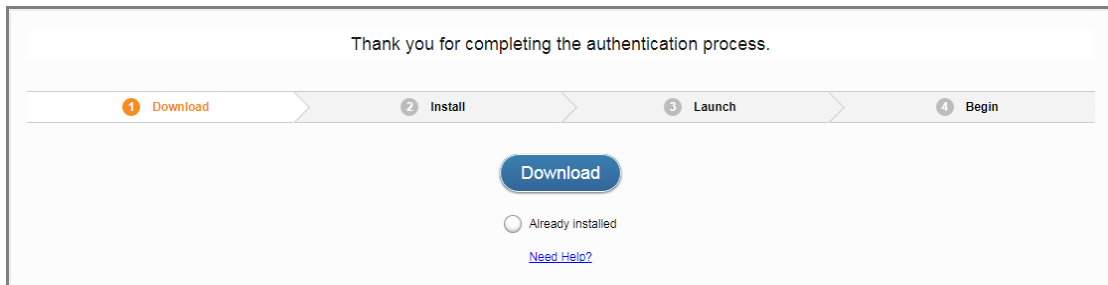 Thank you for completing the authentication process.
1 Download 2 Install 3 Launch 4 Begin
Download
Already installed
Need Help?